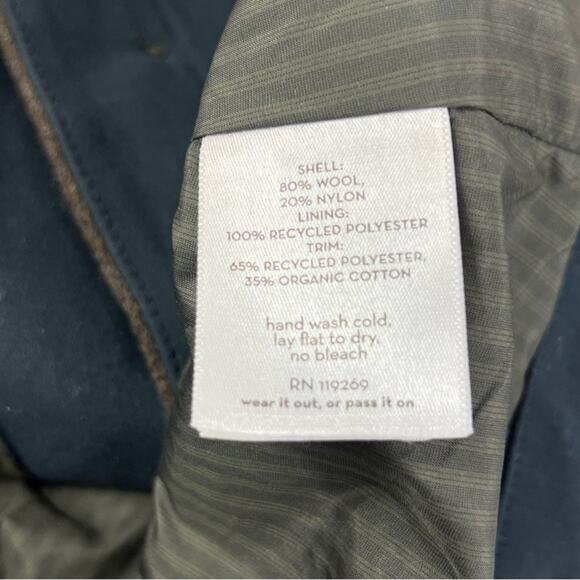 SHELL:
80% WOOL,
20% NYLON
LINING:
100% RECYCLED POLYESTER
TRIM:
65% RECYCLED POLYESTER,
35% ORGANIC COTTON
hand wash cold,
lay flat to dry,
no bleach
RN 119269
wear it out, or pass it on